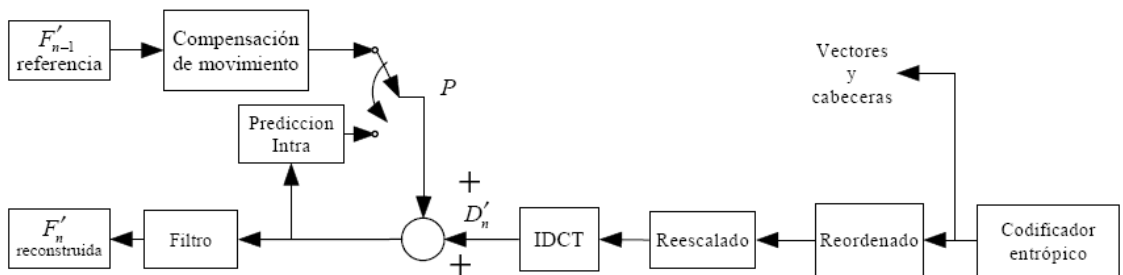 F'ₙ₋₁
referencia
Compensación
de movimiento
P
Prediccion
Intra
Vectores
y
cabeceras
F'ₙ
reconstruida
Filtro
+
D'ₙ
+
IDCT
Reescalado
Reordenado
Codificador
entrópico